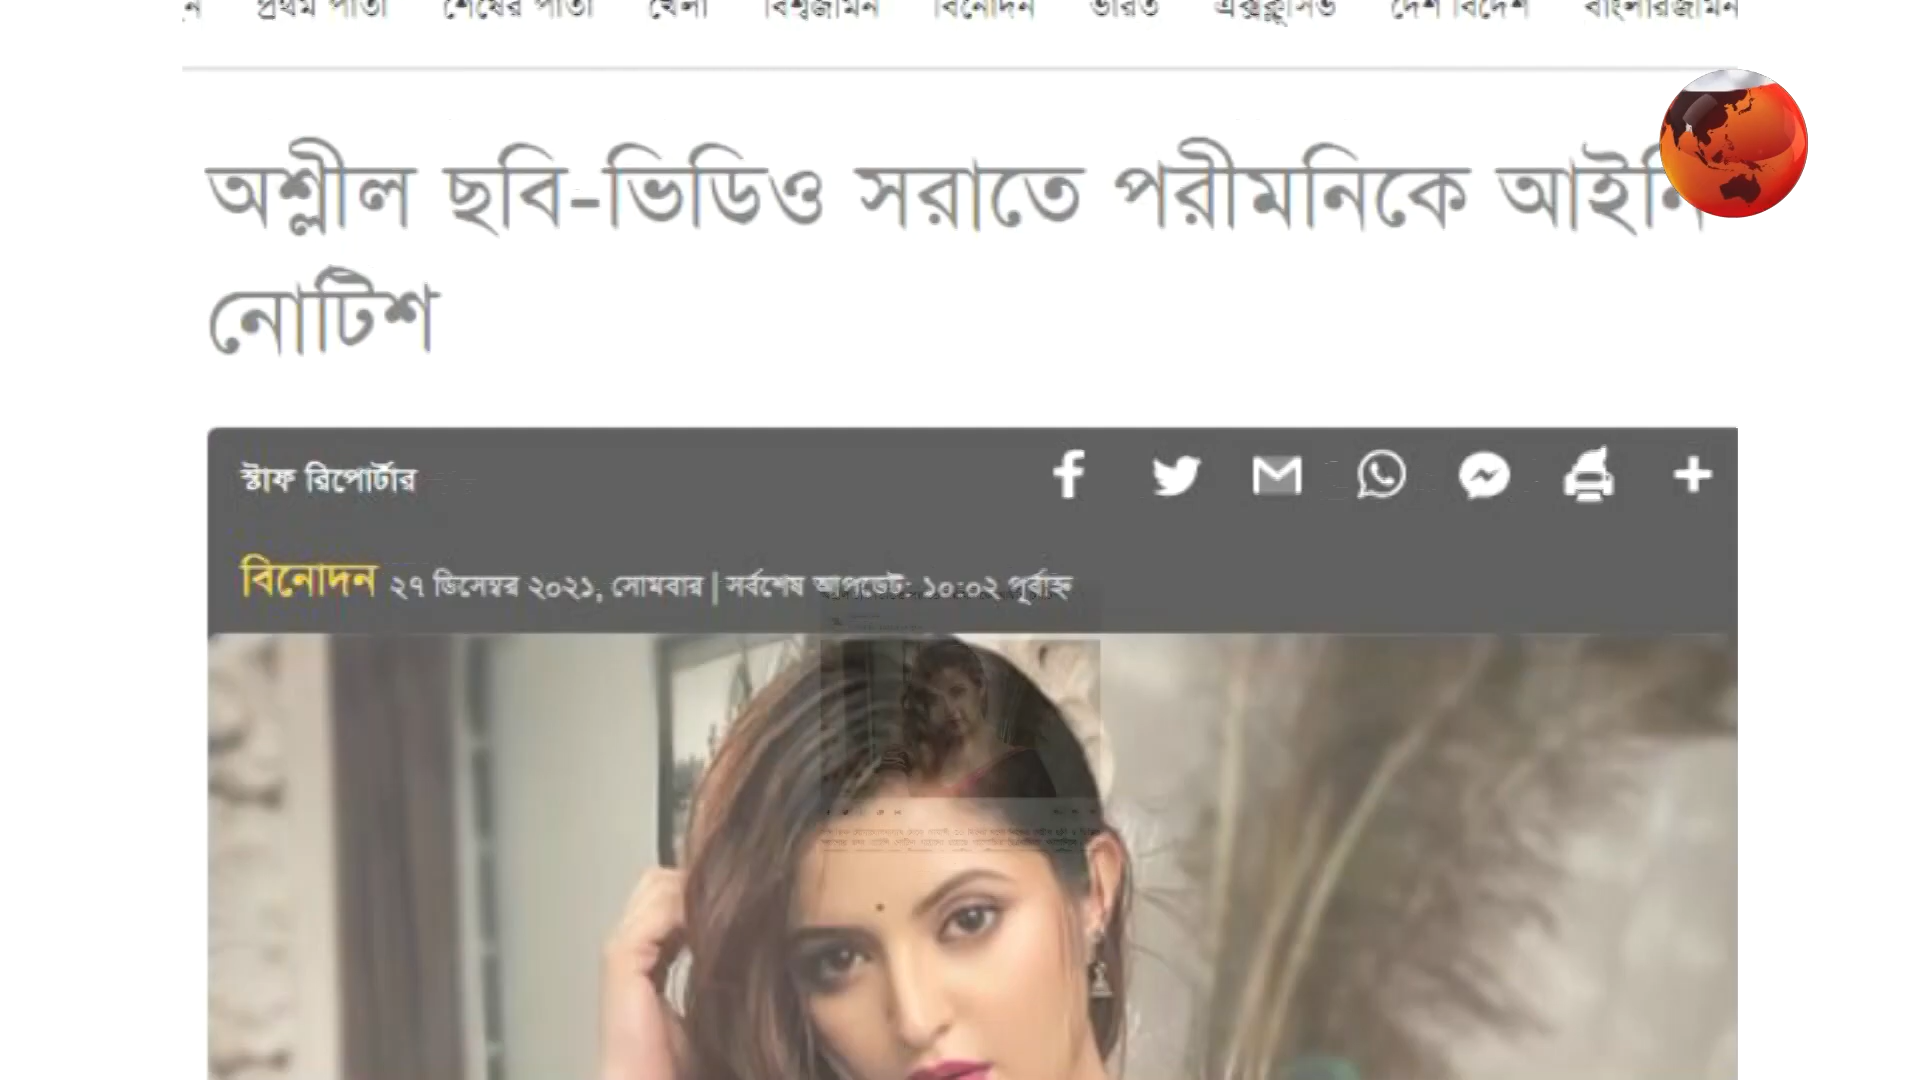 প্রথম পাতা শেষের পাতা খেলা বিশ্বজমিন বিনোদন ভারত এক্সক্লুসিভ দেশ বিদেশ বাংলারজমিন
অশ্লীল ছবি-ভিডিও সরাতে পরীমনিকে আইনি
নোটিশ
স্টাফ রিপোর্টার
বিনোদন ২৭ ডিসেম্বর ২০২১, সোমবার | সর্বশেষ আপডেট: ১০:০২ পূর্বাহ্ন